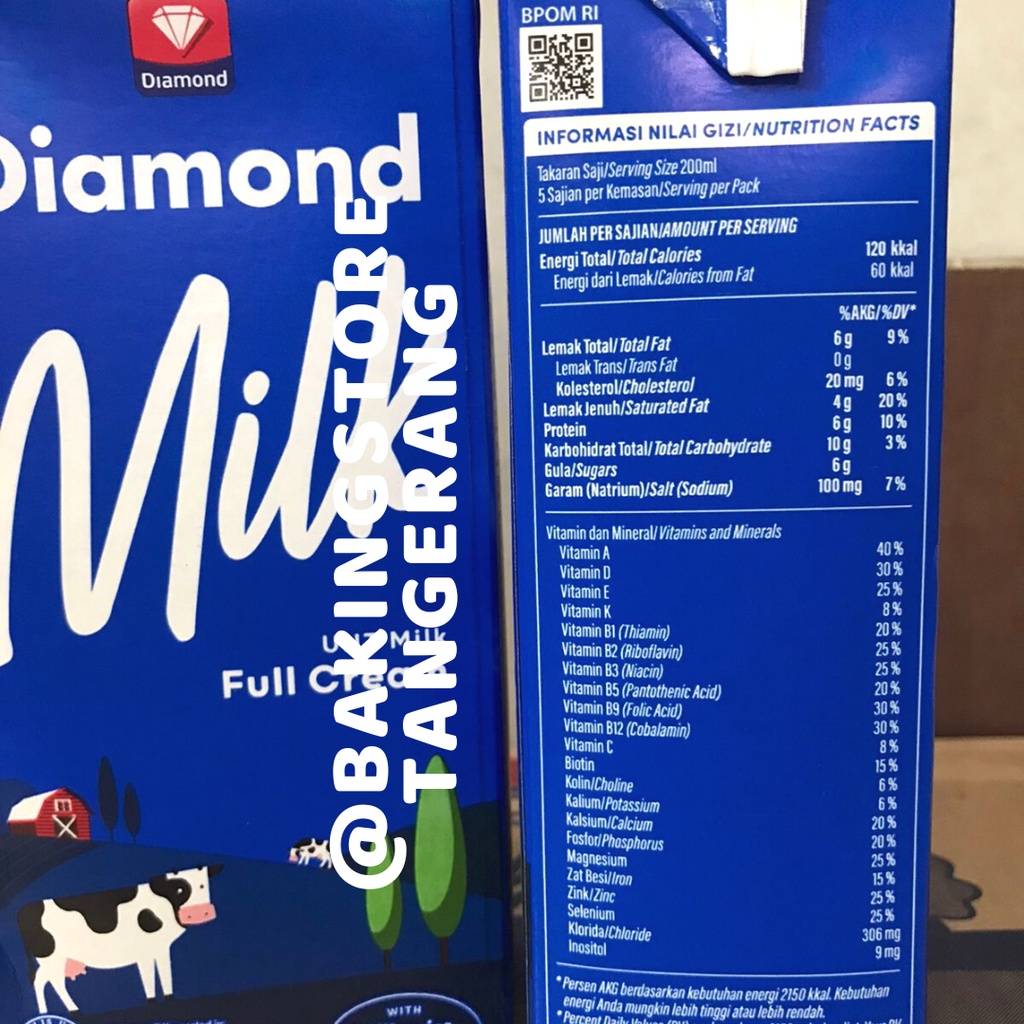 Diamond
Diamond
Milk
UHT Milk
Full Cream
@BAKINGSTORE
TANGERANG
WITH
BPOM RI
INFORMASI NILAI GIZI/NUTRITION FACTS
Takaran Saji/Serving Size 200ml
5 Sajian per Kemasan/Serving per Pack
JUMLAH PER SAJIAN/AMOUNT PER SERVING
Energi Total/Total Calories 120 kkal
Energi dari Lemak/Calories from Fat 60 kkal
%AKG/%DV*
Lemak Total/Total Fat 6 g 9 %
Lemak Trans/Trans Fat 0 g
Kolesterol/Cholesterol 20 mg 6 %
Lemak Jenuh/Saturated Fat 4 g 20 %
Protein 6 g 10 %
Karbohidrat Total/Total Carbohydrate 10 g 3 %
Gula/Sugars 6 g
Garam (Natrium)/Salt (Sodium) 100 mg 7 %
Vitamin dan Mineral/Vitamins and Minerals
Vitamin A 40 %
Vitamin D 30 %
Vitamin E 25 %
Vitamin K 8 %
Vitamin B1 (Thiamin) 20 %
Vitamin B2 (Riboflavin) 25 %
Vitamin B3 (Niacin) 25 %
Vitamin B5 (Pantothenic Acid) 20 %
Vitamin B9 (Folic Acid) 30 %
Vitamin B12 (Cobalamin) 30 %
Vitamin C 8 %
Biotin 15 %
Kolin/Choline 6 %
Kalium/Potassium 6 %
Kalsium/Calcium 20 %
Fosfor/Phosphorus 20 %
Magnesium 25 %
Zat Besi/Iron 15 %
Zink/Zinc 25 %
Selenium 25 %
Klorida/Chloride 306 mg
Inositol 9 mg
*Persen AKG berdasarkan kebutuhan energi 2150 kkal. Kebutuhan
energi Anda mungkin lebih tinggi atau lebih rendah.
*Percent Daily Values